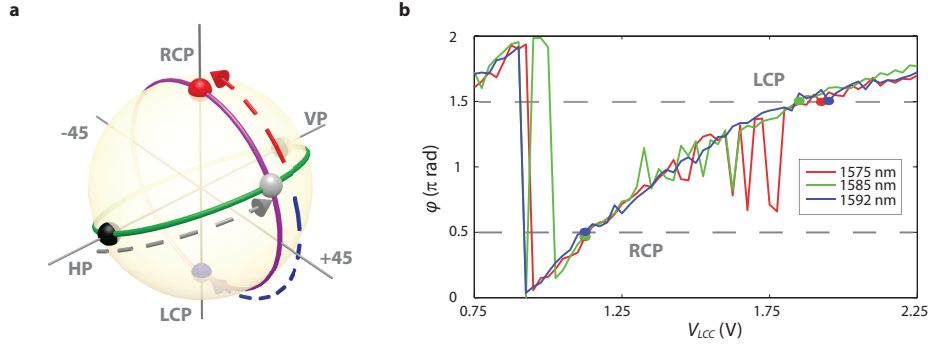 a
RCP
-45
VP
HP
+45
LCP
b
2
1.5
1
0.5
0
φ (π rad)
LCP
RCP
1575 nm
1585 nm
1592 nm
0.75
1.25
1.75
2.25
V_LCC (V)